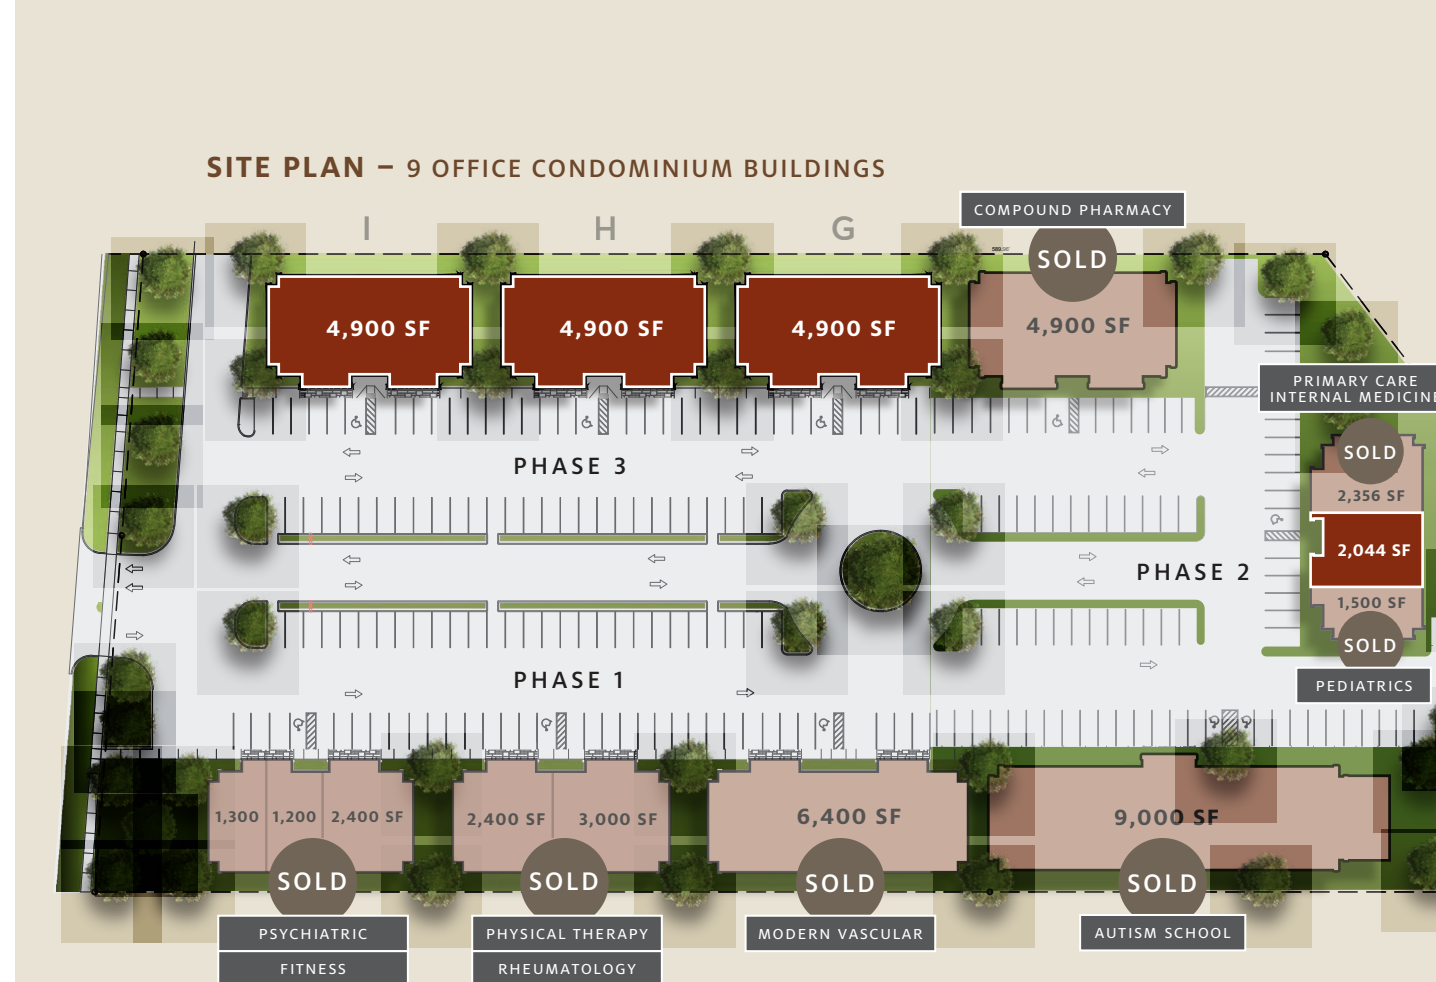 SITE PLAN – 9 OFFICE CONDOMINIUM BUILDINGS
COMPOUND PHARMACY
I H G
SOLD
4,900 SF 4,900 SF 4,900 SF 4,900 SF
PRIMARY CARE
INTERNAL MEDICINE
SOLD
PHASE 3
2,356 SF
2,044 SF
PHASE 2
1,500 SF
SOLD
PHASE 1
PEDIATRICS
1,300 1,200 2,400 SF 2,400 SF 3,000 SF 6,400 SF 9,000 SF
SOLD SOLD SOLD SOLD
PSYCHIATRIC PHYSICAL THERAPY MODERN VASCULAR AUTISM SCHOOL
FITNESS RHEUMATOLOGY